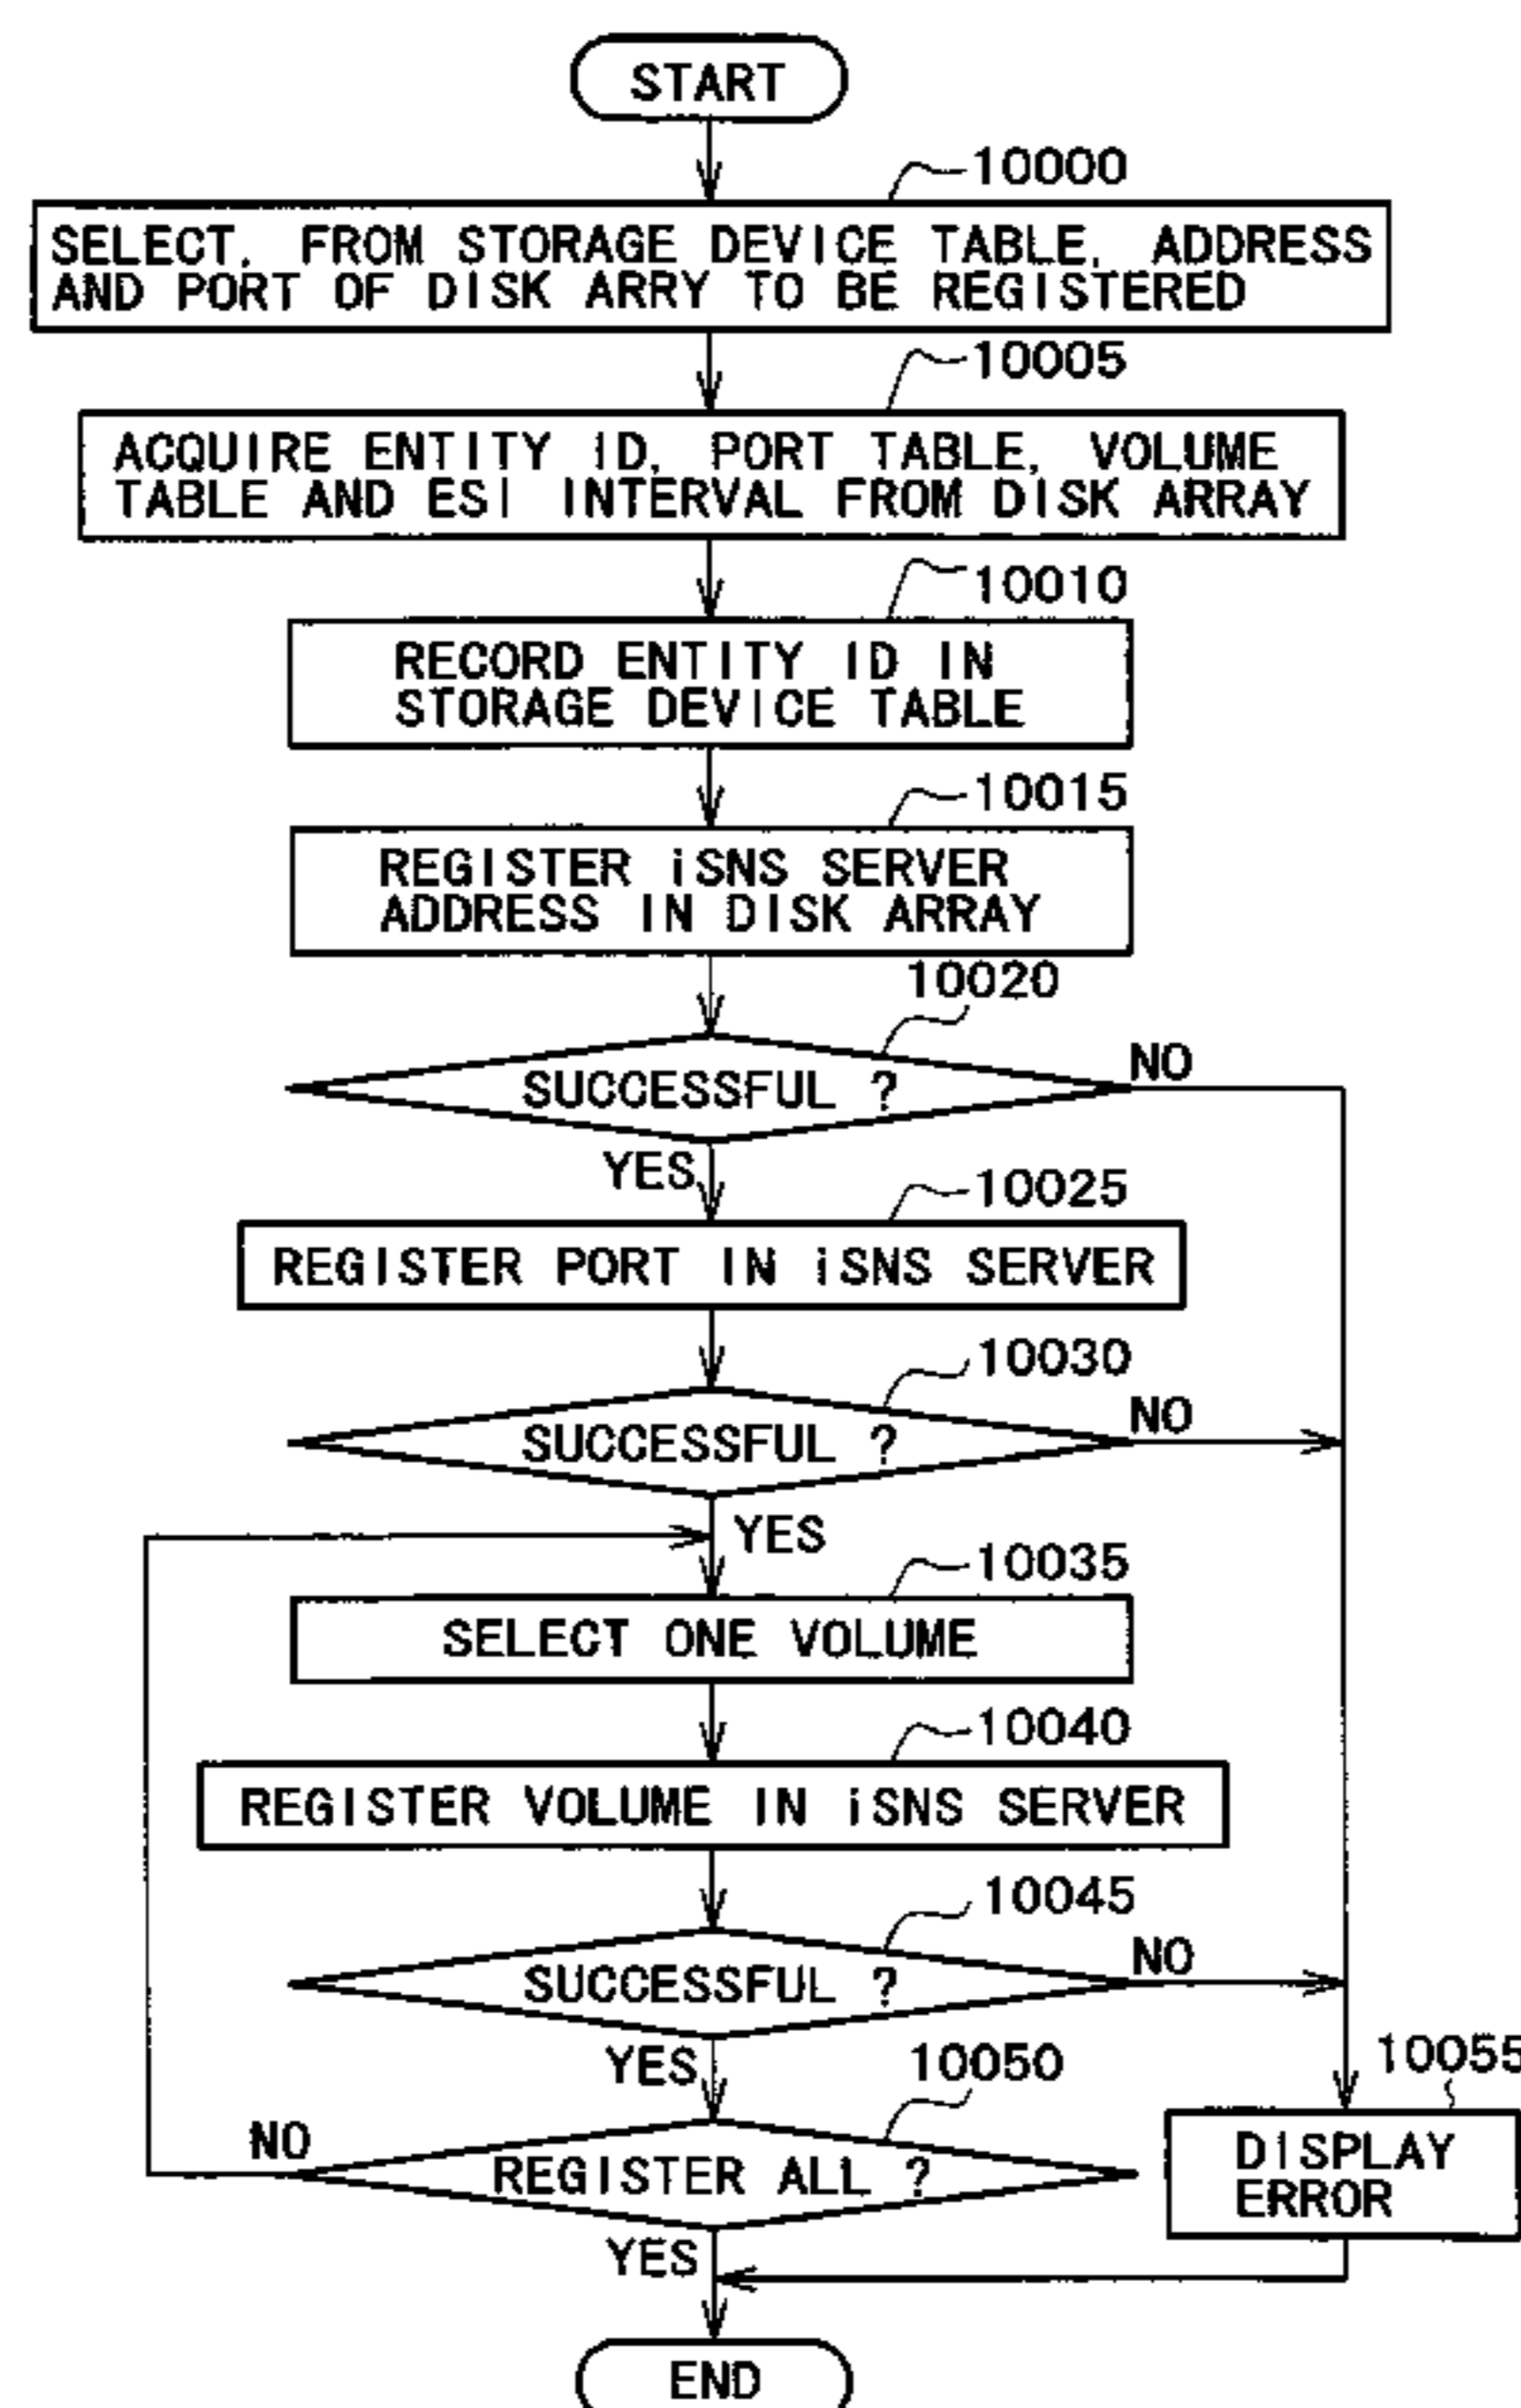 START
10000
SELECT, FROM STORAGE DEVICE TABLE, ADDRESS
AND PORT OF DISK ARRY TO BE REGISTERED
10005
ACQUIRE ENTITY ID, PORT TABLE, VOLUME
TABLE AND ESI INTERVAL FROM DISK ARRAY
10010
RECORD ENTITY ID IN
STORAGE DEVICE TABLE
10015
REGISTER iSNS SERVER
ADDRESS IN DISK ARRAY
10020
SUCCESSFUL ?
NO
YES
10025
REGISTER PORT IN iSNS SERVER
10030
SUCCESSFUL ?
NO
YES
10035
SELECT ONE VOLUME
10040
REGISTER VOLUME IN iSNS SERVER
10045
SUCCESSFUL ?
NO
YES
10050
10055
NO
REGISTER ALL ?
DISPLAY
ERROR
YES
END